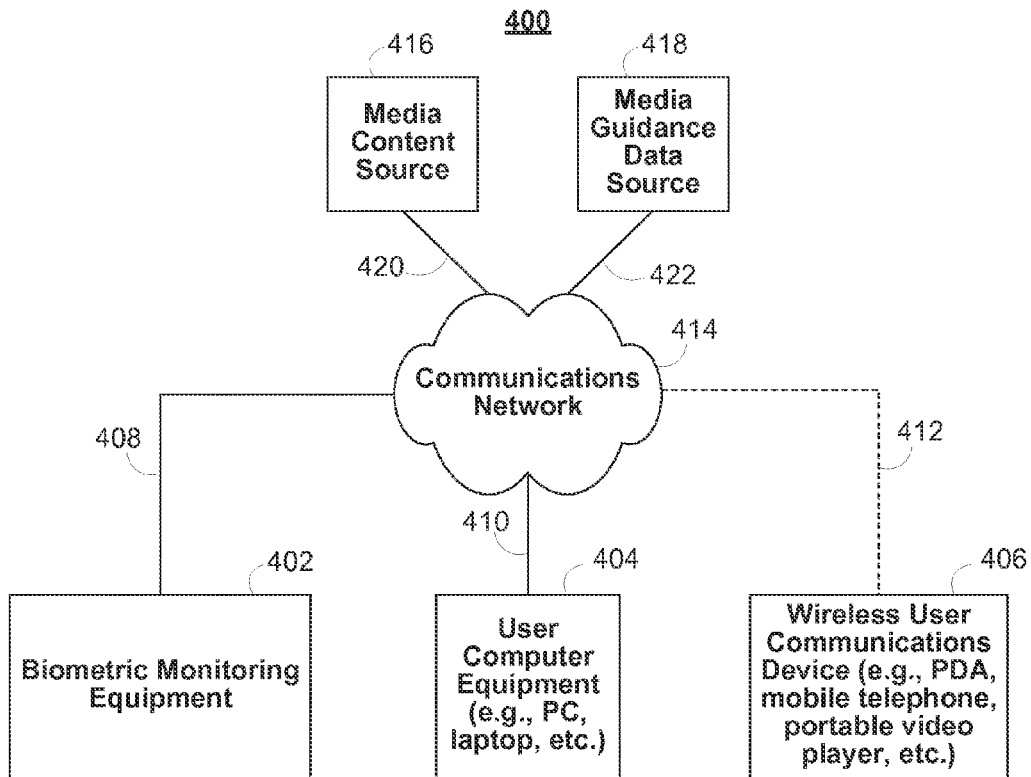 400
416
418
Media
Content
Source
Media
Guidance
Data
Source
420
422
414
Communications
Network
408
412
410
402
404
406
Biometric Monitoring
Equipment
User
Computer
Equipment
(e.g., PC,
laptop, etc.)
Wireless User
Communications
Device (e.g., PDA,
mobile telephone,
portable video
player, etc.)